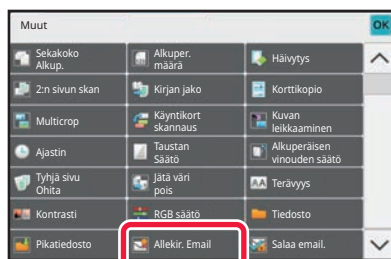 Muut
OK
Sekakoko
Alkup.
Alkuper.
määrä
Häivytys
2:n sivun skan
Kirjan jako
Korttikopio
Multicrop
Käyntikort
skannaus
Kuvan
leikkaaminen
Ajastin
Taustan
Säätö
Alkuperäisen
vinouden säätö
Tyhjä sivu
Ohita
Jätä väri
pois
AA Terävyys
Kontrasti
RGB säätö
Tiedosto
Pikatiedosto
Allekir. Email
Salaa email.